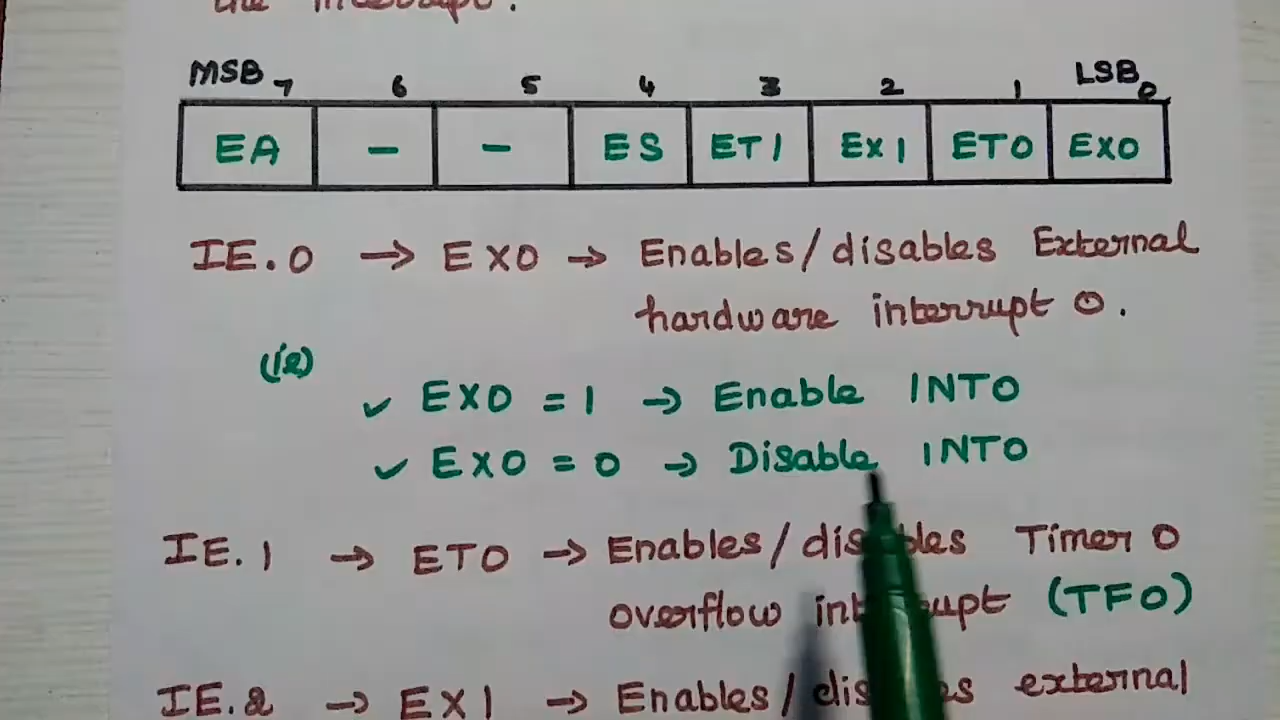 the interrupt.
MSB 7 6 5 4 3 2 1 LSB 0
EA - - ES ET1 EX1 ET0 EX0
IE.0 → EX0 → Enables/disables External
hardware interrupt 0.
(ie)
✓ EX0 = 1 → Enable INT0
✓ EX0 = 0 → Disable INT0
IE.1 → ET0 → Enables/disables Timer 0
overflow interrupt (TF0)
IE.2 → EX1 → Enables/disables external